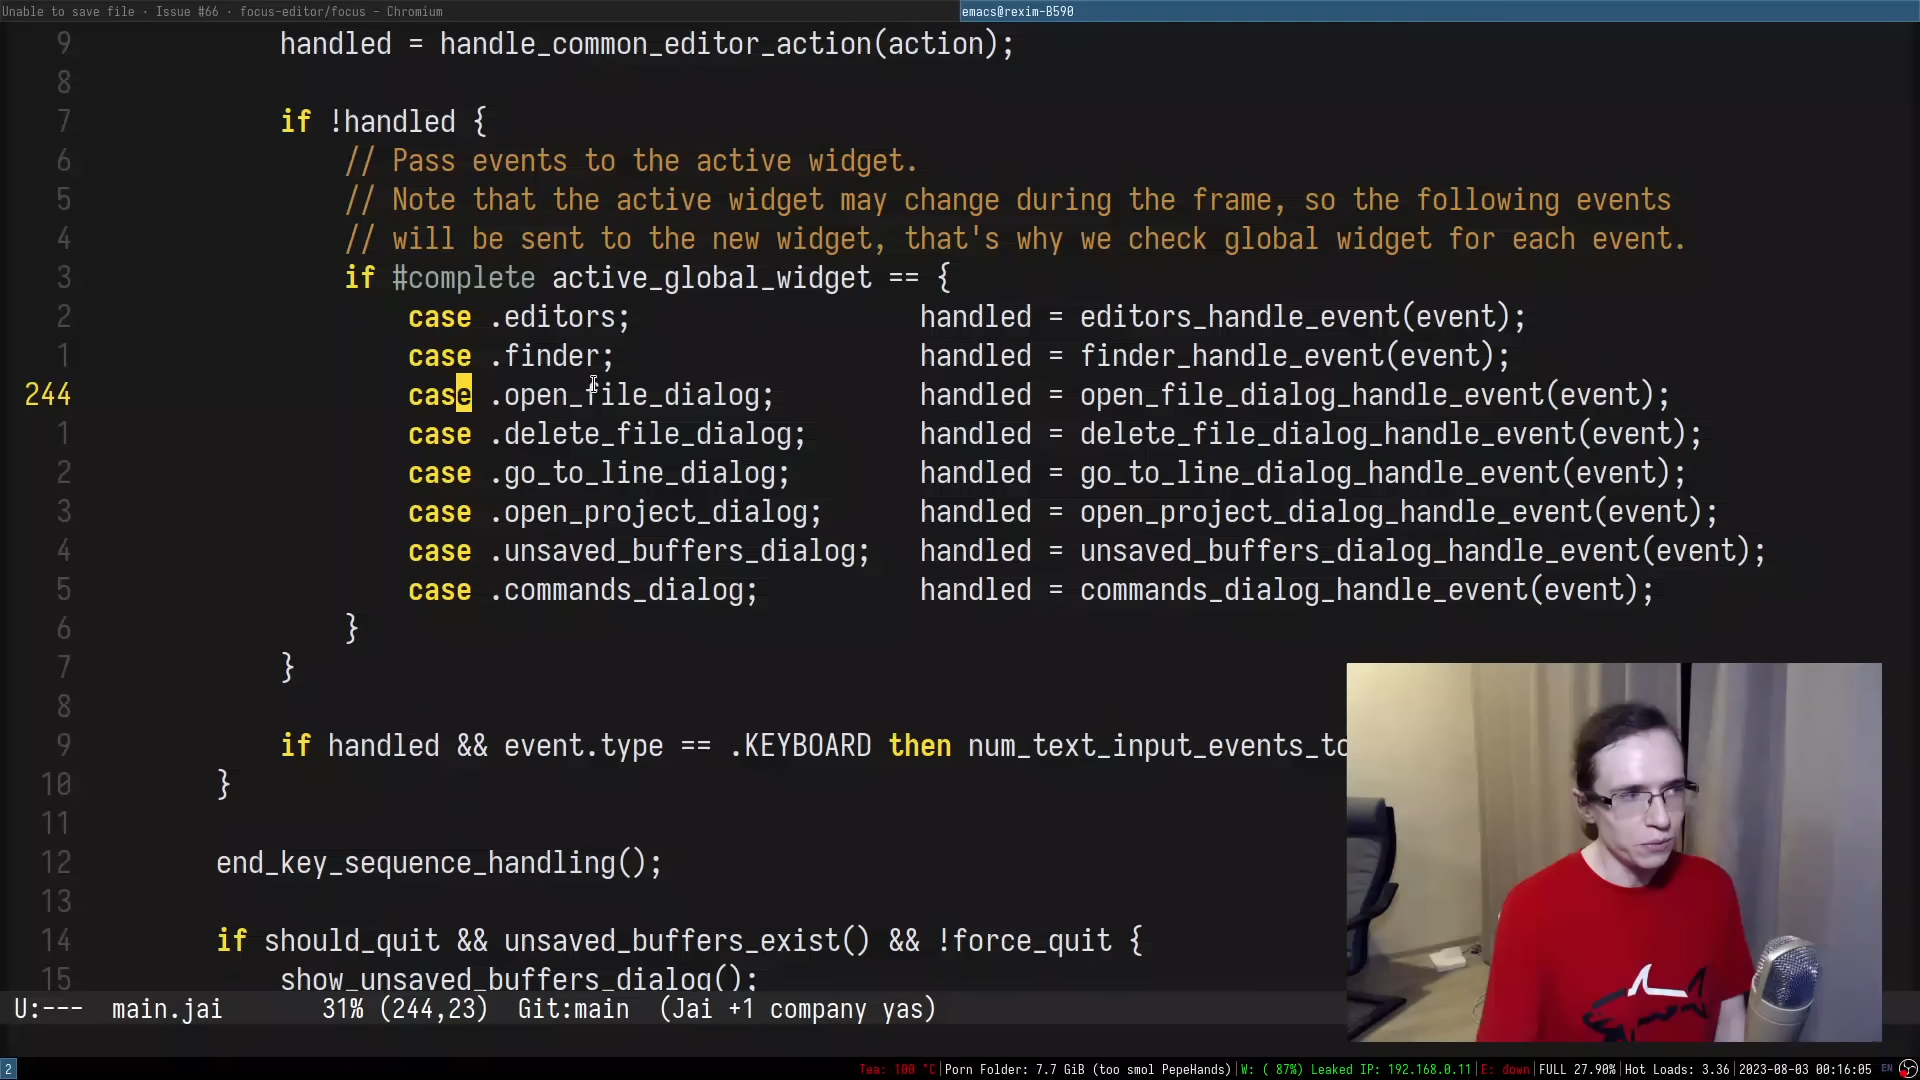 Unable to save file · Issue #66 · focus-editor/focus - Chromium
emacs@rexim-B590
9 handled = handle_common_editor_action(action);
8
7 if !handled {
6 // Pass events to the active widget.
5 // Note that the active widget may change during the frame, so the following events
4 // will be sent to the new widget, that's why we check global widget for each event.
3 if #complete active_global_widget == {
2 case .editors; handled = editors_handle_event(event);
1 case .finder; handled = finder_handle_event(event);
244 case .open_file_dialog; handled = open_file_dialog_handle_event(event);
1 case .delete_file_dialog; handled = delete_file_dialog_handle_event(event);
2 case .go_to_line_dialog; handled = go_to_line_dialog_handle_event(event);
3 case .open_project_dialog; handled = open_project_dialog_handle_event(event);
4 case .unsaved_buffers_dialog; handled = unsaved_buffers_dialog_handle_event(event);
5 case .commands_dialog; handled = commands_dialog_handle_event(event);
6 }
7 }
8
9 if handled && event.type == .KEYBOARD then num_text_input_events_to
10 }
11
12 end_key_sequence_handling();
13
14 if should_quit && unsaved_buffers_exist() && !force_quit {
15 show_unsaved_buffers_dialog();
U:--- main.jai 31% (244,23) Git:main (Jai +1 company yas)
2 Tea: 100 °C|Porn Folder: 7.7 GiB (too smol PepeHands)|W: ( 87%) Leaked IP: 192.168.0.11|E: down|FULL 27.90%|Hot Loads: 3.36|2023-08-03 00:16:05 EN